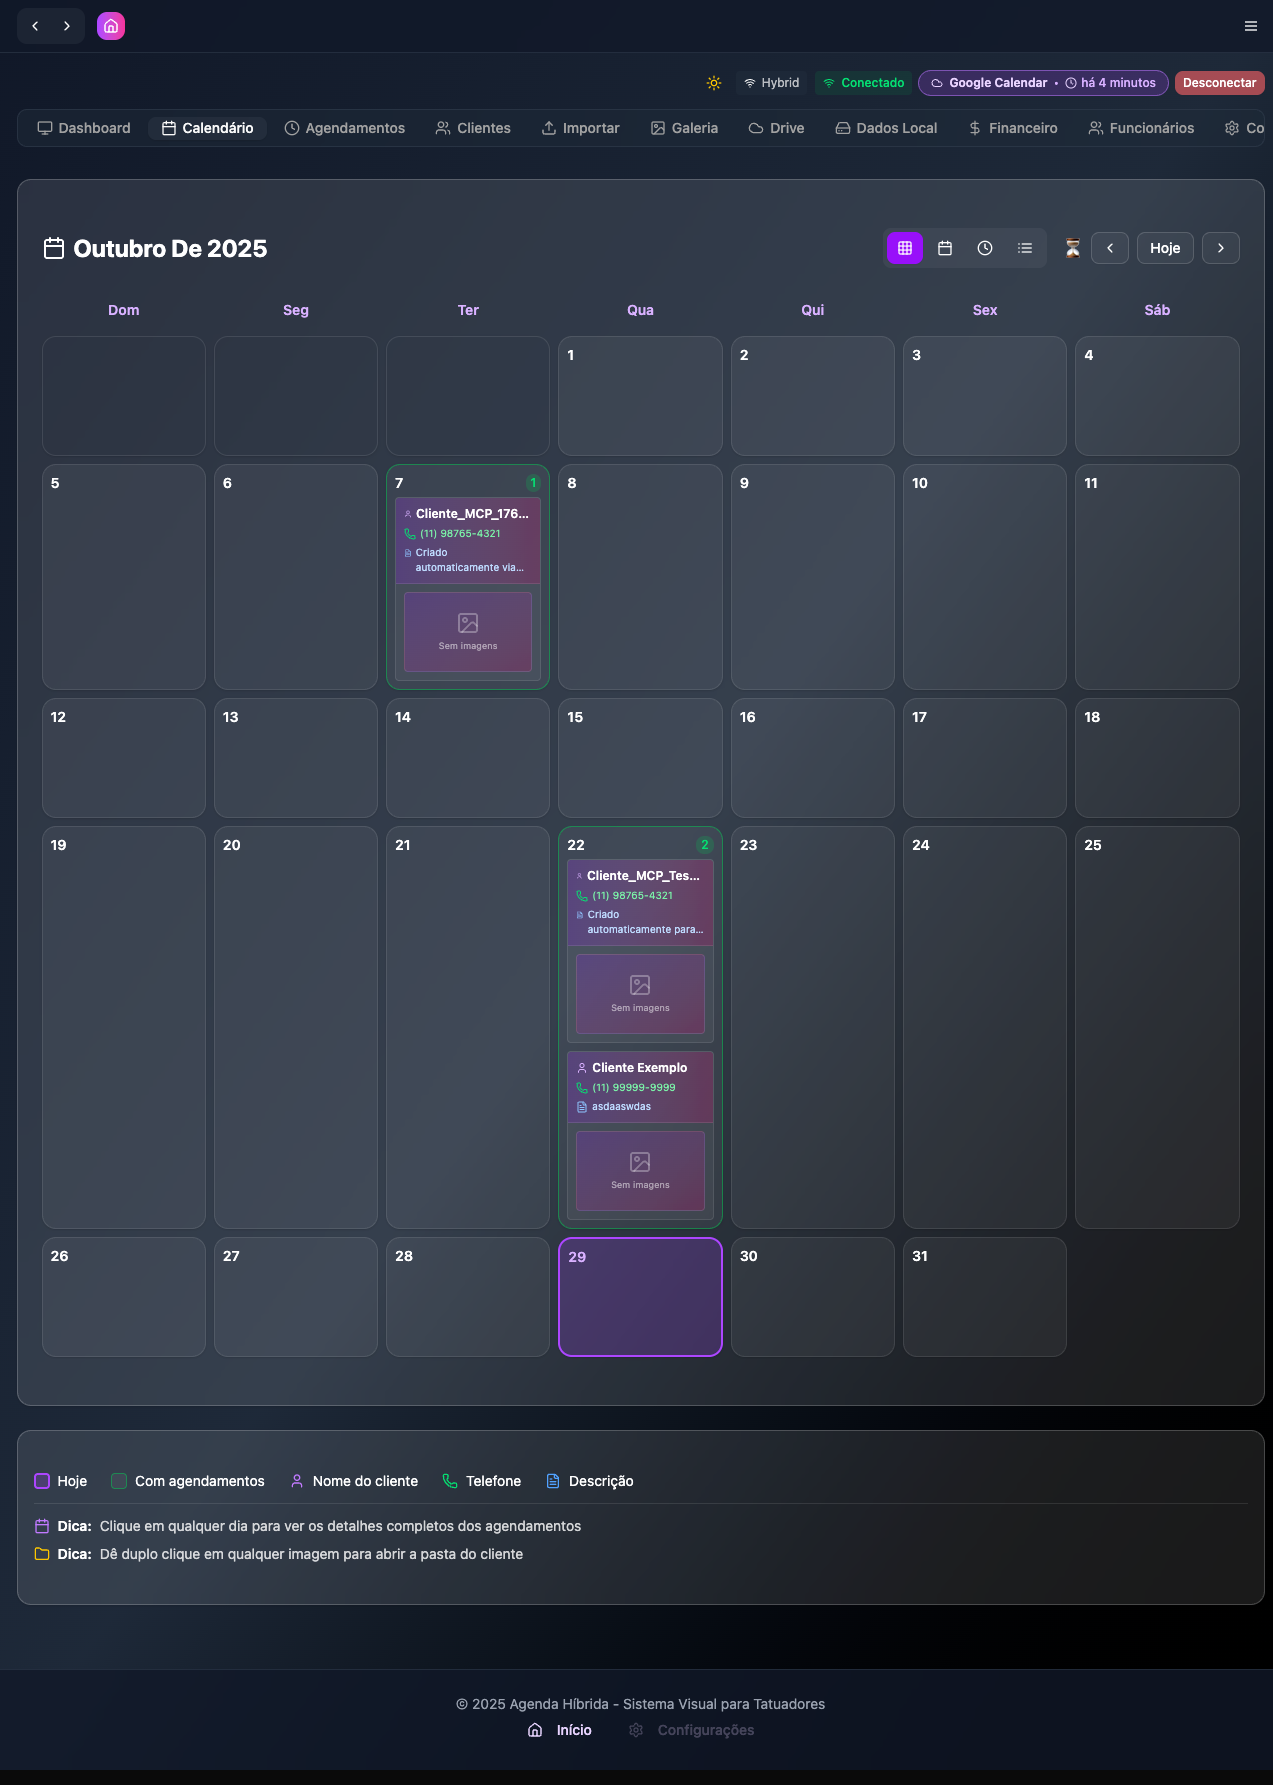 Hybrid
Conectado
Google Calendar • há 4 minutos
Desconectar
Dashboard
Calendário
Agendamentos
Clientes
Importar
Galeria
Drive
Dados Local
Financeiro
Funcionários
Co
Outubro De 2025
Hoje
Dom Seg Ter Qua Qui Sex Sáb
1 2 3 4
5 6 7 1 8 9 10 11
Cliente_MCP_176...
(11) 98765-4321
Criado
automaticamente via...
Sem imagens
12 13 14 15 16 17 18
19 20 21 22 2 23 24 25
Cliente_MCP_Tes...
(11) 98765-4321
Criado
automaticamente para...
Sem imagens
Cliente Exemplo
(11) 99999-9999
asdaaswdas
Sem imagens
26 27 28 29 30 31
Hoje
Com agendamentos
Nome do cliente
Telefone
Descrição
Dica: Clique em qualquer dia para ver os detalhes completos dos agendamentos
Dica: Dê duplo clique em qualquer imagem para abrir a pasta do cliente
© 2025 Agenda Híbrida - Sistema Visual para Tatuadores
Início
Configurações